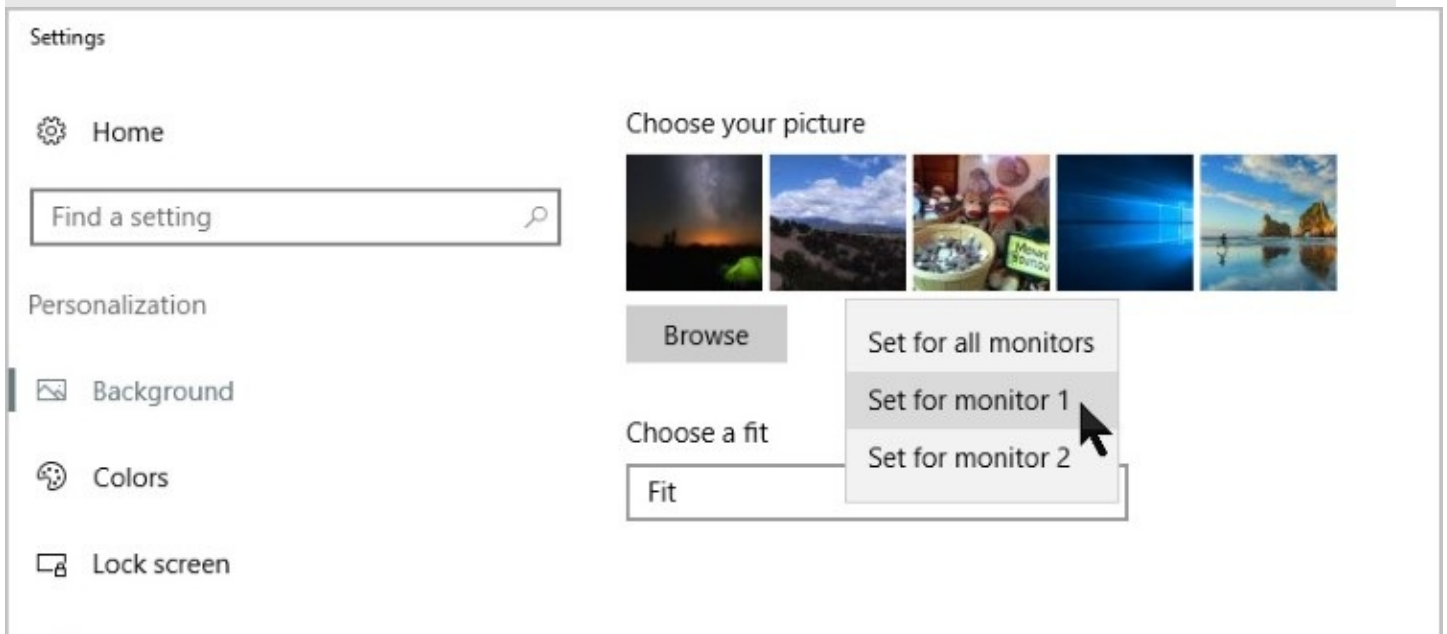 Settings
Home
Find a setting
Personalization
Background
Colors
Lock screen
Choose your picture
Browse
Set for all monitors
Set for monitor 1
Set for monitor 2
Choose a fit
Fit